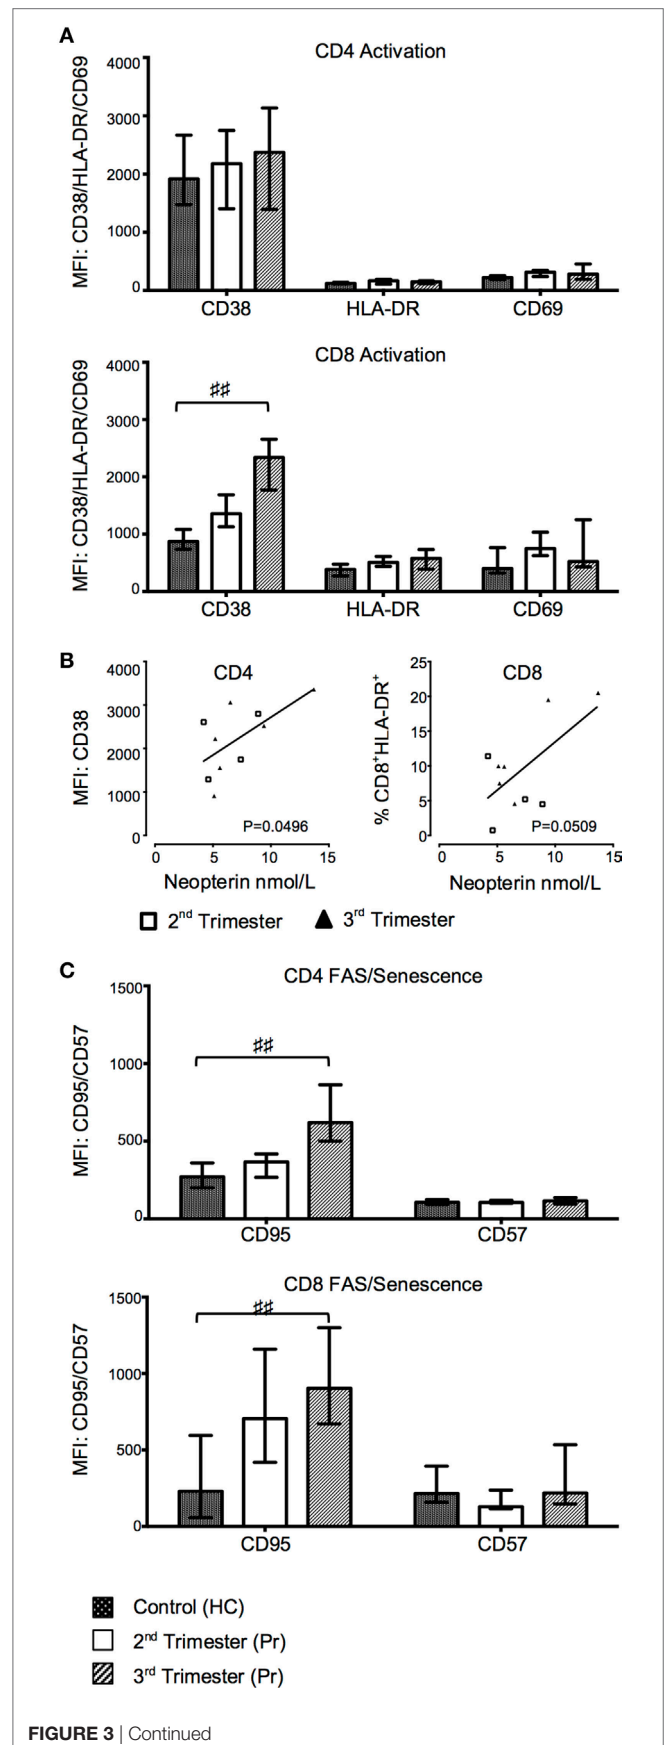 A
CD4 Activation
MFI: CD38/HLA-DR/CD69
4000
3000
2000
1000
0
CD38 HLA-DR CD69
CD8 Activation
MFI: CD38/HLA-DR/CD69
4000
♯♯
3000
2000
1000
0
CD38 HLA-DR CD69
B
CD4
MFI: CD38
4000
3000
2000
1000
0
P=0.0496
0 5 10 15
Neopterin nmol/L
CD8
% CD8⁺HLA-DR⁺
25
20
15
10
5
0
P=0.0509
0 5 10 15
Neopterin nmol/L
2nd Trimester 3rd Trimester
C
CD4 FAS/Senescence
MFI: CD95/CD57
1500
♯♯
1000
500
0
CD95 CD57
CD8 FAS/Senescence
MFI: CD95/CD57
1500
♯♯
1000
500
0
CD95 CD57
Control (HC)
2nd Trimester (Pr)
3rd Trimester (Pr)
FIGURE 3 | Continued